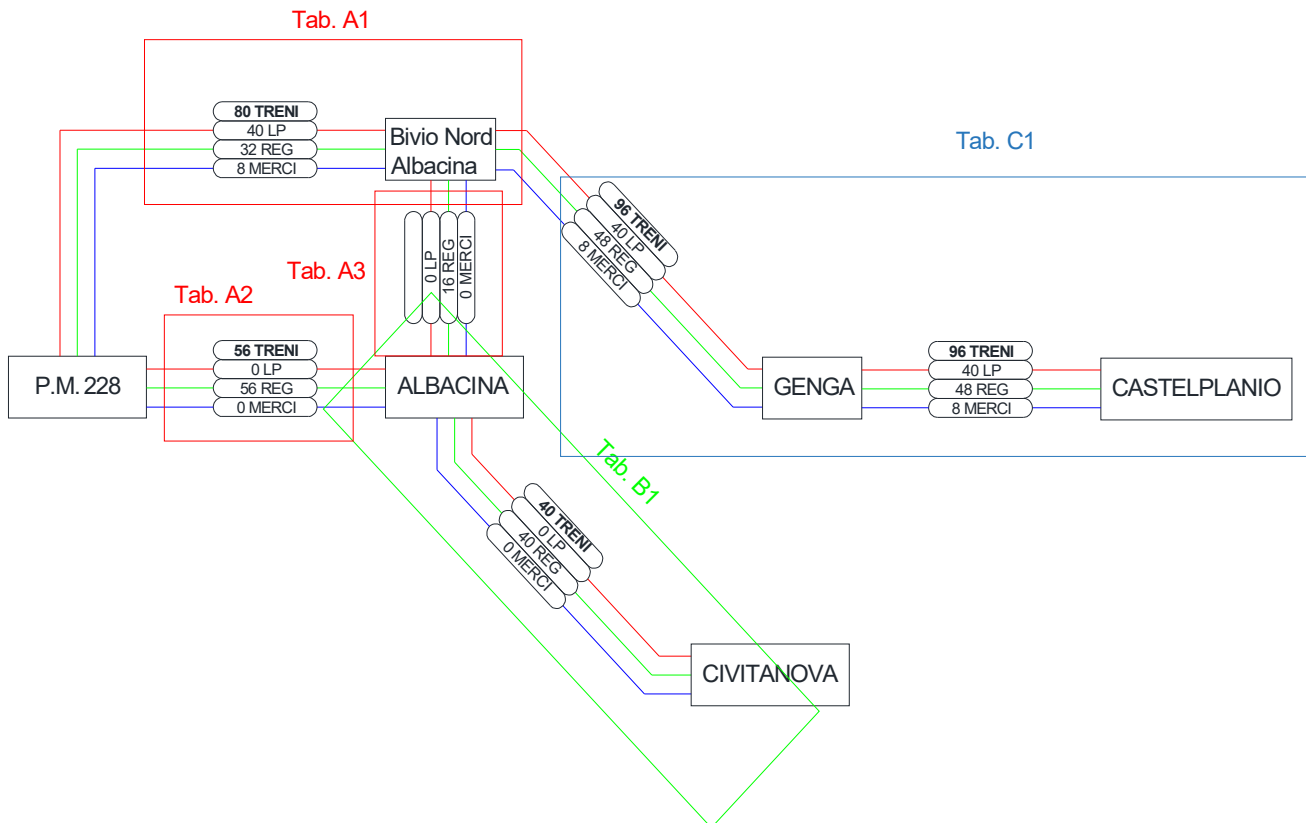 Tab. A1
80 TRENI
40 LP
32 REG
8 MERCI
Bivio Nord
Albacina
Tab. C1
96 TRENI
40 LP
48 REG
8 MERCI
Tab. A3
0 LP
16 REG
0 MERCI
Tab. A2
56 TRENI
0 LP
56 REG
0 MERCI
P.M. 228
ALBACINA
GENGA
96 TRENI
40 LP
48 REG
8 MERCI
CASTELPLANIO
Tab. B1
40 TRENI
0 LP
40 REG
0 MERCI
CIVITANOVA